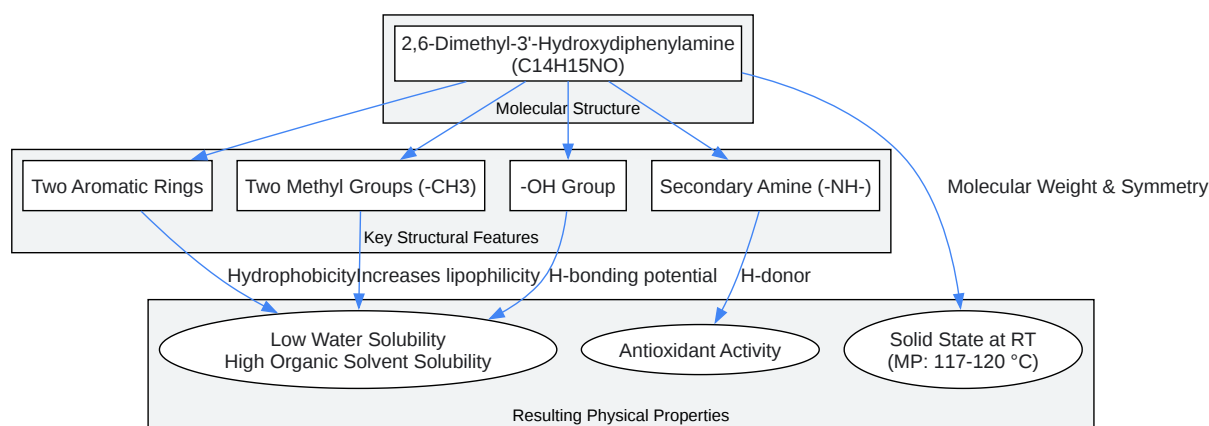 2,6-Dimethyl-3'-Hydroxydiphenylamine
(C14H15NO)
Molecular Structure
Two Aromatic Rings
Two Methyl Groups (-CH3)
-OH Group
Secondary Amine (-NH-)
Molecular Weight & Symmetry
Key Structural Features
Hydrophobicity
Increases lipophilicity
H-bonding potential
H-donor
Low Water Solubility
High Organic Solvent Solubility
Antioxidant Activity
Solid State at RT
(MP: 117-120 °C)
Resulting Physical Properties